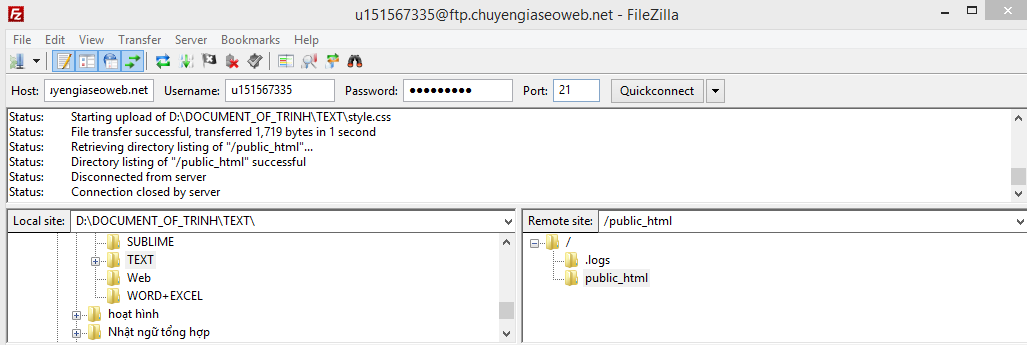 u151567335@ftp.chuyengiaseoweb.net - FileZilla
File Edit View Transfer Server Bookmarks Help
Host: yengiaseoweb.net Username: u151567335 Password: ●●●●●●●●● Port: 21 Quickconnect
Status: Starting upload of D:\DOCUMENT_OF_TRINH\TEXT\style.css
Status: File transfer successful, transferred 1,719 bytes in 1 second
Status: Retrieving directory listing of "/public_html"...
Status: Directory listing of "/public_html" successful
Status: Disconnected from server
Status: Connection closed by server
Local site: D:\DOCUMENT_OF_TRINH\TEXT\
SUBLIME
TEXT
Web
WORD+EXCEL
hoạt hình
Nhật ngữ tổng hợp
Remote site: /public_html
/
.logs
public_html